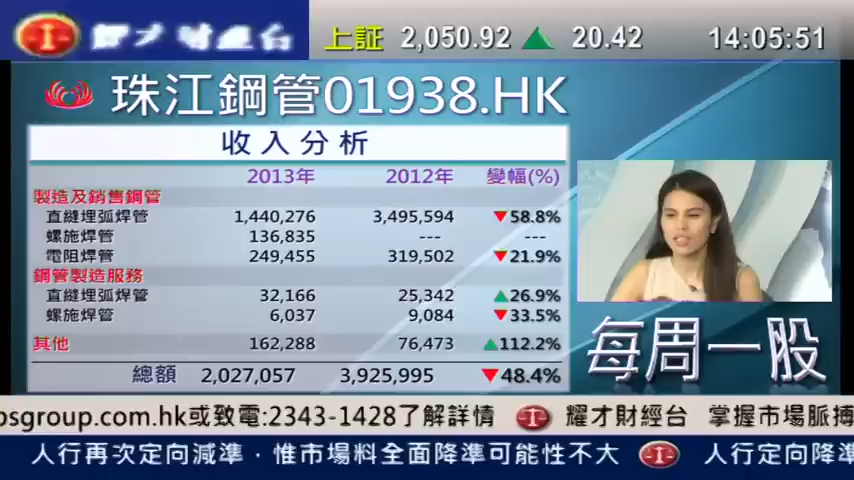 耀才財經台
上証 2,050.92 ▲ 20.42 14:05:51
珠江鋼管01938.HK
收入分析
2013年 2012年 變幅(%)
製造及銷售鋼管
直縫埋弧焊管 1,440,276 3,495,594 ▼58.8%
螺施焊管 136,835 --- ---
電阻焊管 249,455 319,502 ▼21.9%
鋼管製造服務
直縫埋弧焊管 32,166 25,342 ▲26.9%
螺施焊管 6,037 9,084 ▼33.5%
其他 162,288 76,473 ▲112.2%
總額 2,027,057 3,925,995 ▼48.4%
每周一股
osgroup.com.hk或致電:2343-1428了解詳情 耀才財經台 掌握市場脈搏
人行再次定向減準，惟市場料全面降準可能性不大 人行定向降準